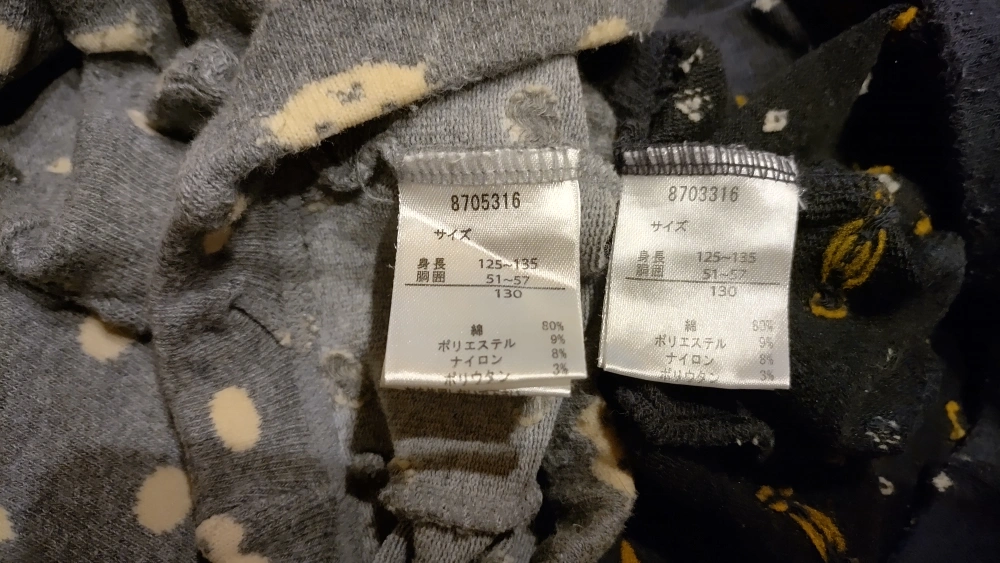 8705316
サイズ
身長 125~135
胴囲 51~57
130
綿 80%
ポリエステル 9%
ナイロン 8%
ポリウタン 3%
8703316
サイズ
身長 125~135
胴囲 51~57
130
綿 80%
ポリエステル 9%
ナイロン 8%
ポリウタン 3%